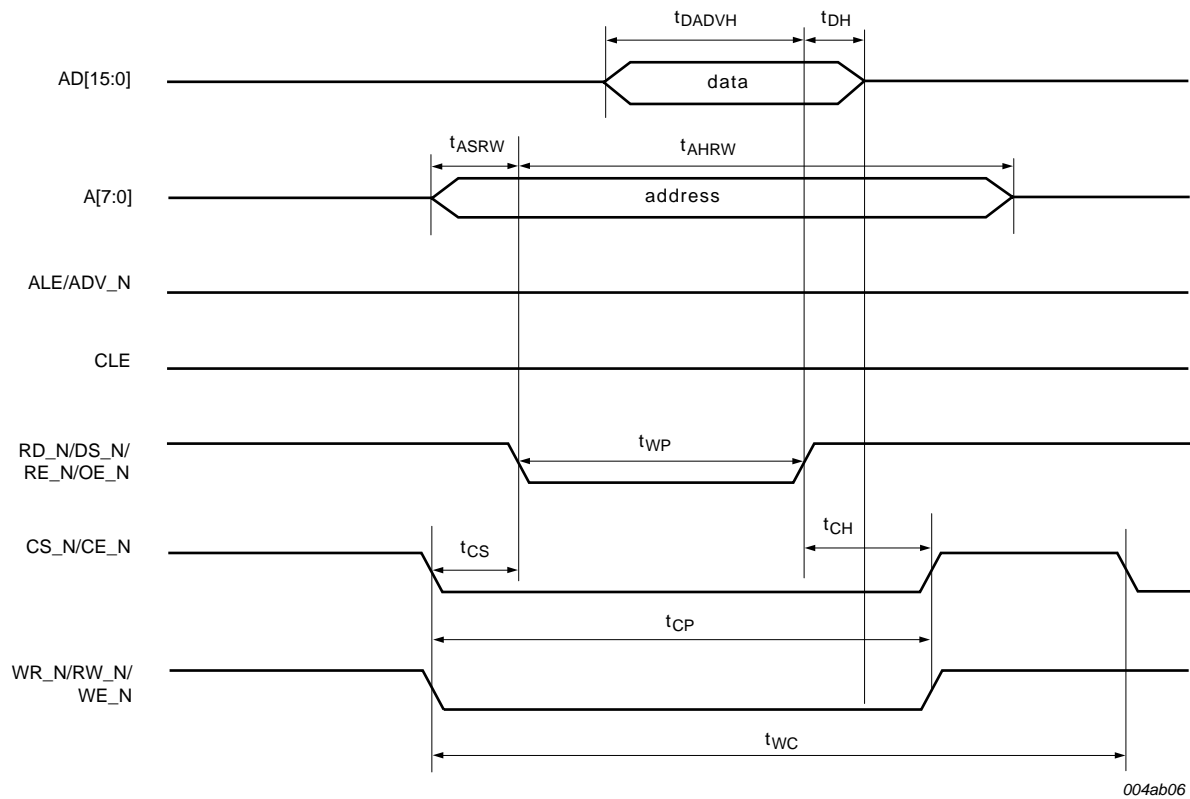 tDADVH
tDH
AD[15:0]
data
tASRW
tAHRW
A[7:0]
address
ALE/ADV_N
CLE
RD_N/DS_N/
RE_N/OE_N
tWP
CS_N/CE_N
tCS
tCH
tCP
WR_N/RW_N/
WE_N
tWC
004ab06